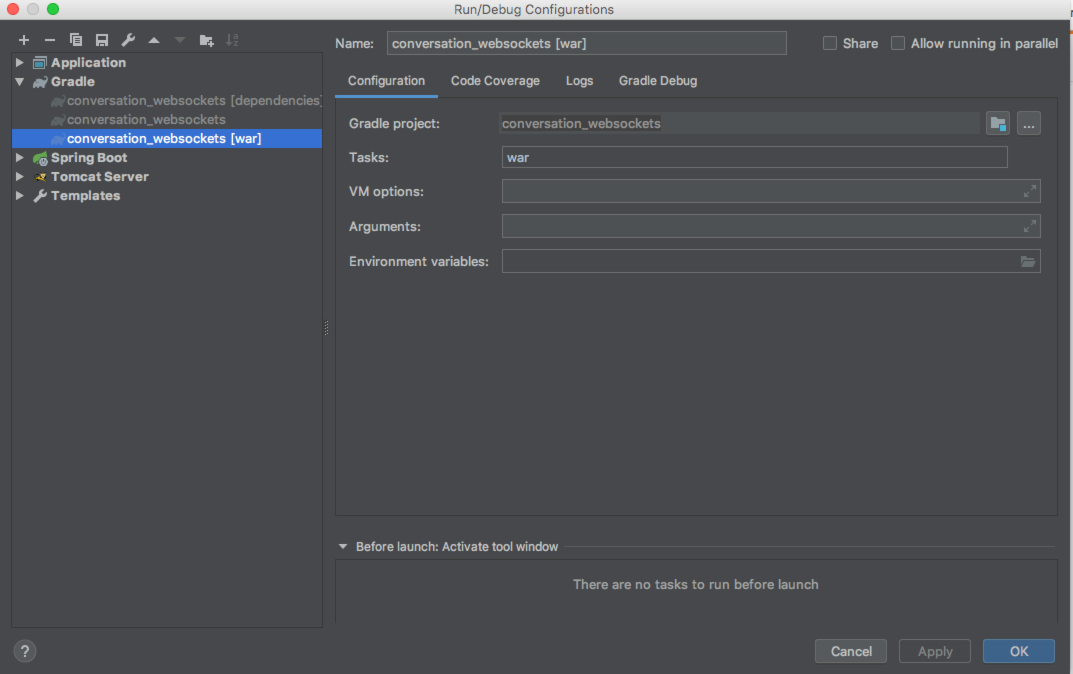 Run/Debug Configurations
Name: conversation_websockets [war] Share Allow running in parallel
Application
Gradle
conversation_websockets [dependencies]
conversation_websockets
conversation_websockets [war]
Spring Boot
Tomcat Server
Templates
Configuration Code Coverage Logs Gradle Debug
Gradle project: conversation_websockets ...
Tasks: war
VM options:
Arguments:
Environment variables:
Before launch: Activate tool window
There are no tasks to run before launch
? Cancel Apply OK